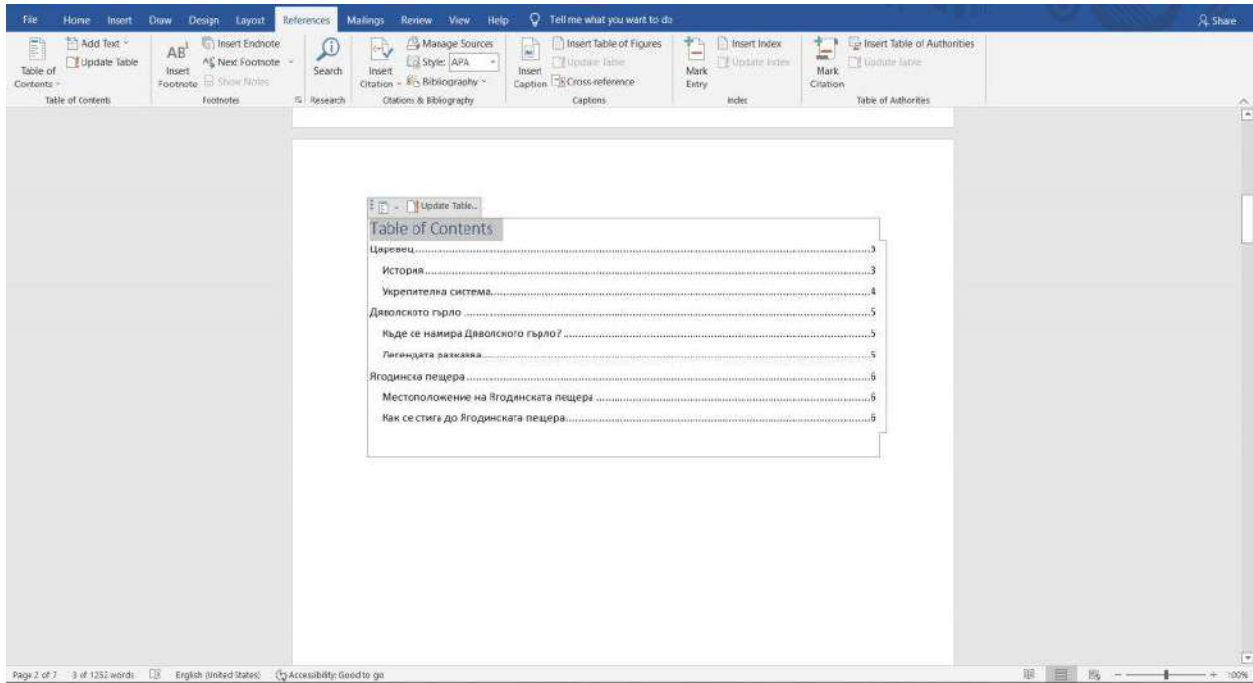 File Home Insert Draw Design Layout References Mailings Review View Help Tell me what you want to do Share
Table of Contents
Add Text
Update Table
Table of Contents
AB1 Insert Footnote
Insert Endnote
Next Footnote
Show Notes
Footnotes
Search
Research
Insert Citation
Manage Sources
Style: APA
Bibliography
Citations & Bibliography
Insert Caption
Insert Table of Figures
Update Table
Cross-reference
Captions
Mark Entry
Insert Index
Update Index
Index
Mark Citation
Insert Table of Authorities
Update Table
Table of Authorities
Update Table...
Table of Contents
Царевец 3
История 3
Укрепителна система 4
Дяволското гърло 5
Къде се намира Дяволското гърло? 5
Легендата разказва 5
Ягодинска пещера 6
Местоположение на Ягодинската пещера 6
Как се стига до Ягодинската пещера 6
Page 2 of 7 3 of 1252 words English (United States) Accessibility: Good to go 100%